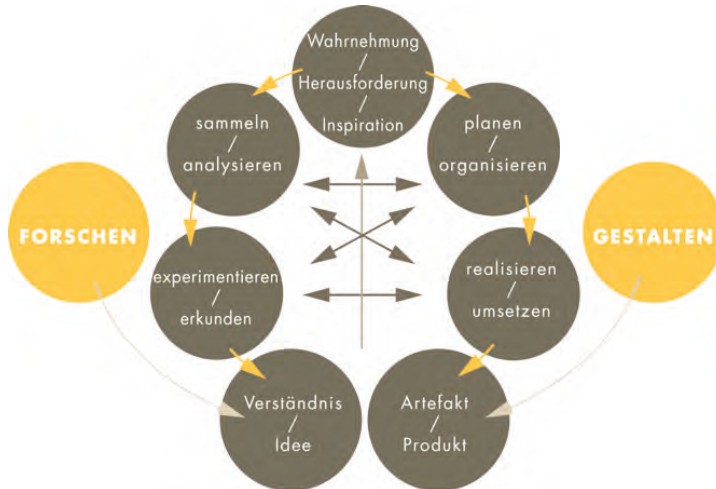 Wahrnehmung
/
Herausforderung
/
Inspiration
sammeln
/
analysieren
planen
/
organisieren
FORSCHEN
GESTALTEN
experimentieren
/
erkunden
realisieren
/
umsetzen
Verständnis
/
Idee
Artefakt
/
Produkt